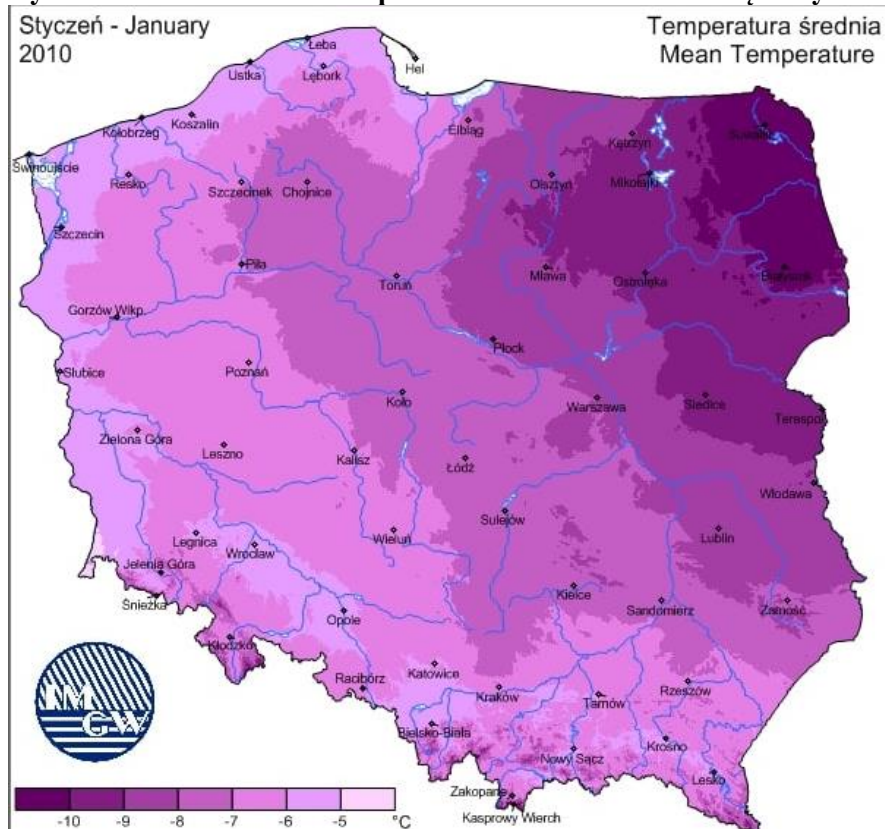 Styczeń - January
2010
Temperatura średnia
Mean Temperature
Łeba
Hel
Ustka
Lębork
Koszalin
Kołobrzeg
Elbląg
Kętrzyn
Suwałki
Świnoujście
Resko
Szczecinek
Chojnice
Olsztyn
Mikołajki
Szczecin
Piła
Toruń
Mława
Ostrołęka
Białystok
Gorzów Wlkp.
Płock
Słubice
Poznań
Koło
Warszawa
Siedlce
Terespol
Zielona Góra
Leszno
Kalisz
Łódź
Włodawa
Sulejów
Legnica
Wrocław
Wieluń
Lublin
Jelenia Góra
Śnieżka
Kielce
Sandomierz
Zamość
Opole
Kłodzko
Katowice
Racibórz
Kraków
Tarnów
Rzeszów
Bielsko-Biała
Nowy Sącz
Krosno
Lesko
Zakopane
Kasprowy Wierch
IM
GW
-10 -9 -8 -7 -6 -5 °C